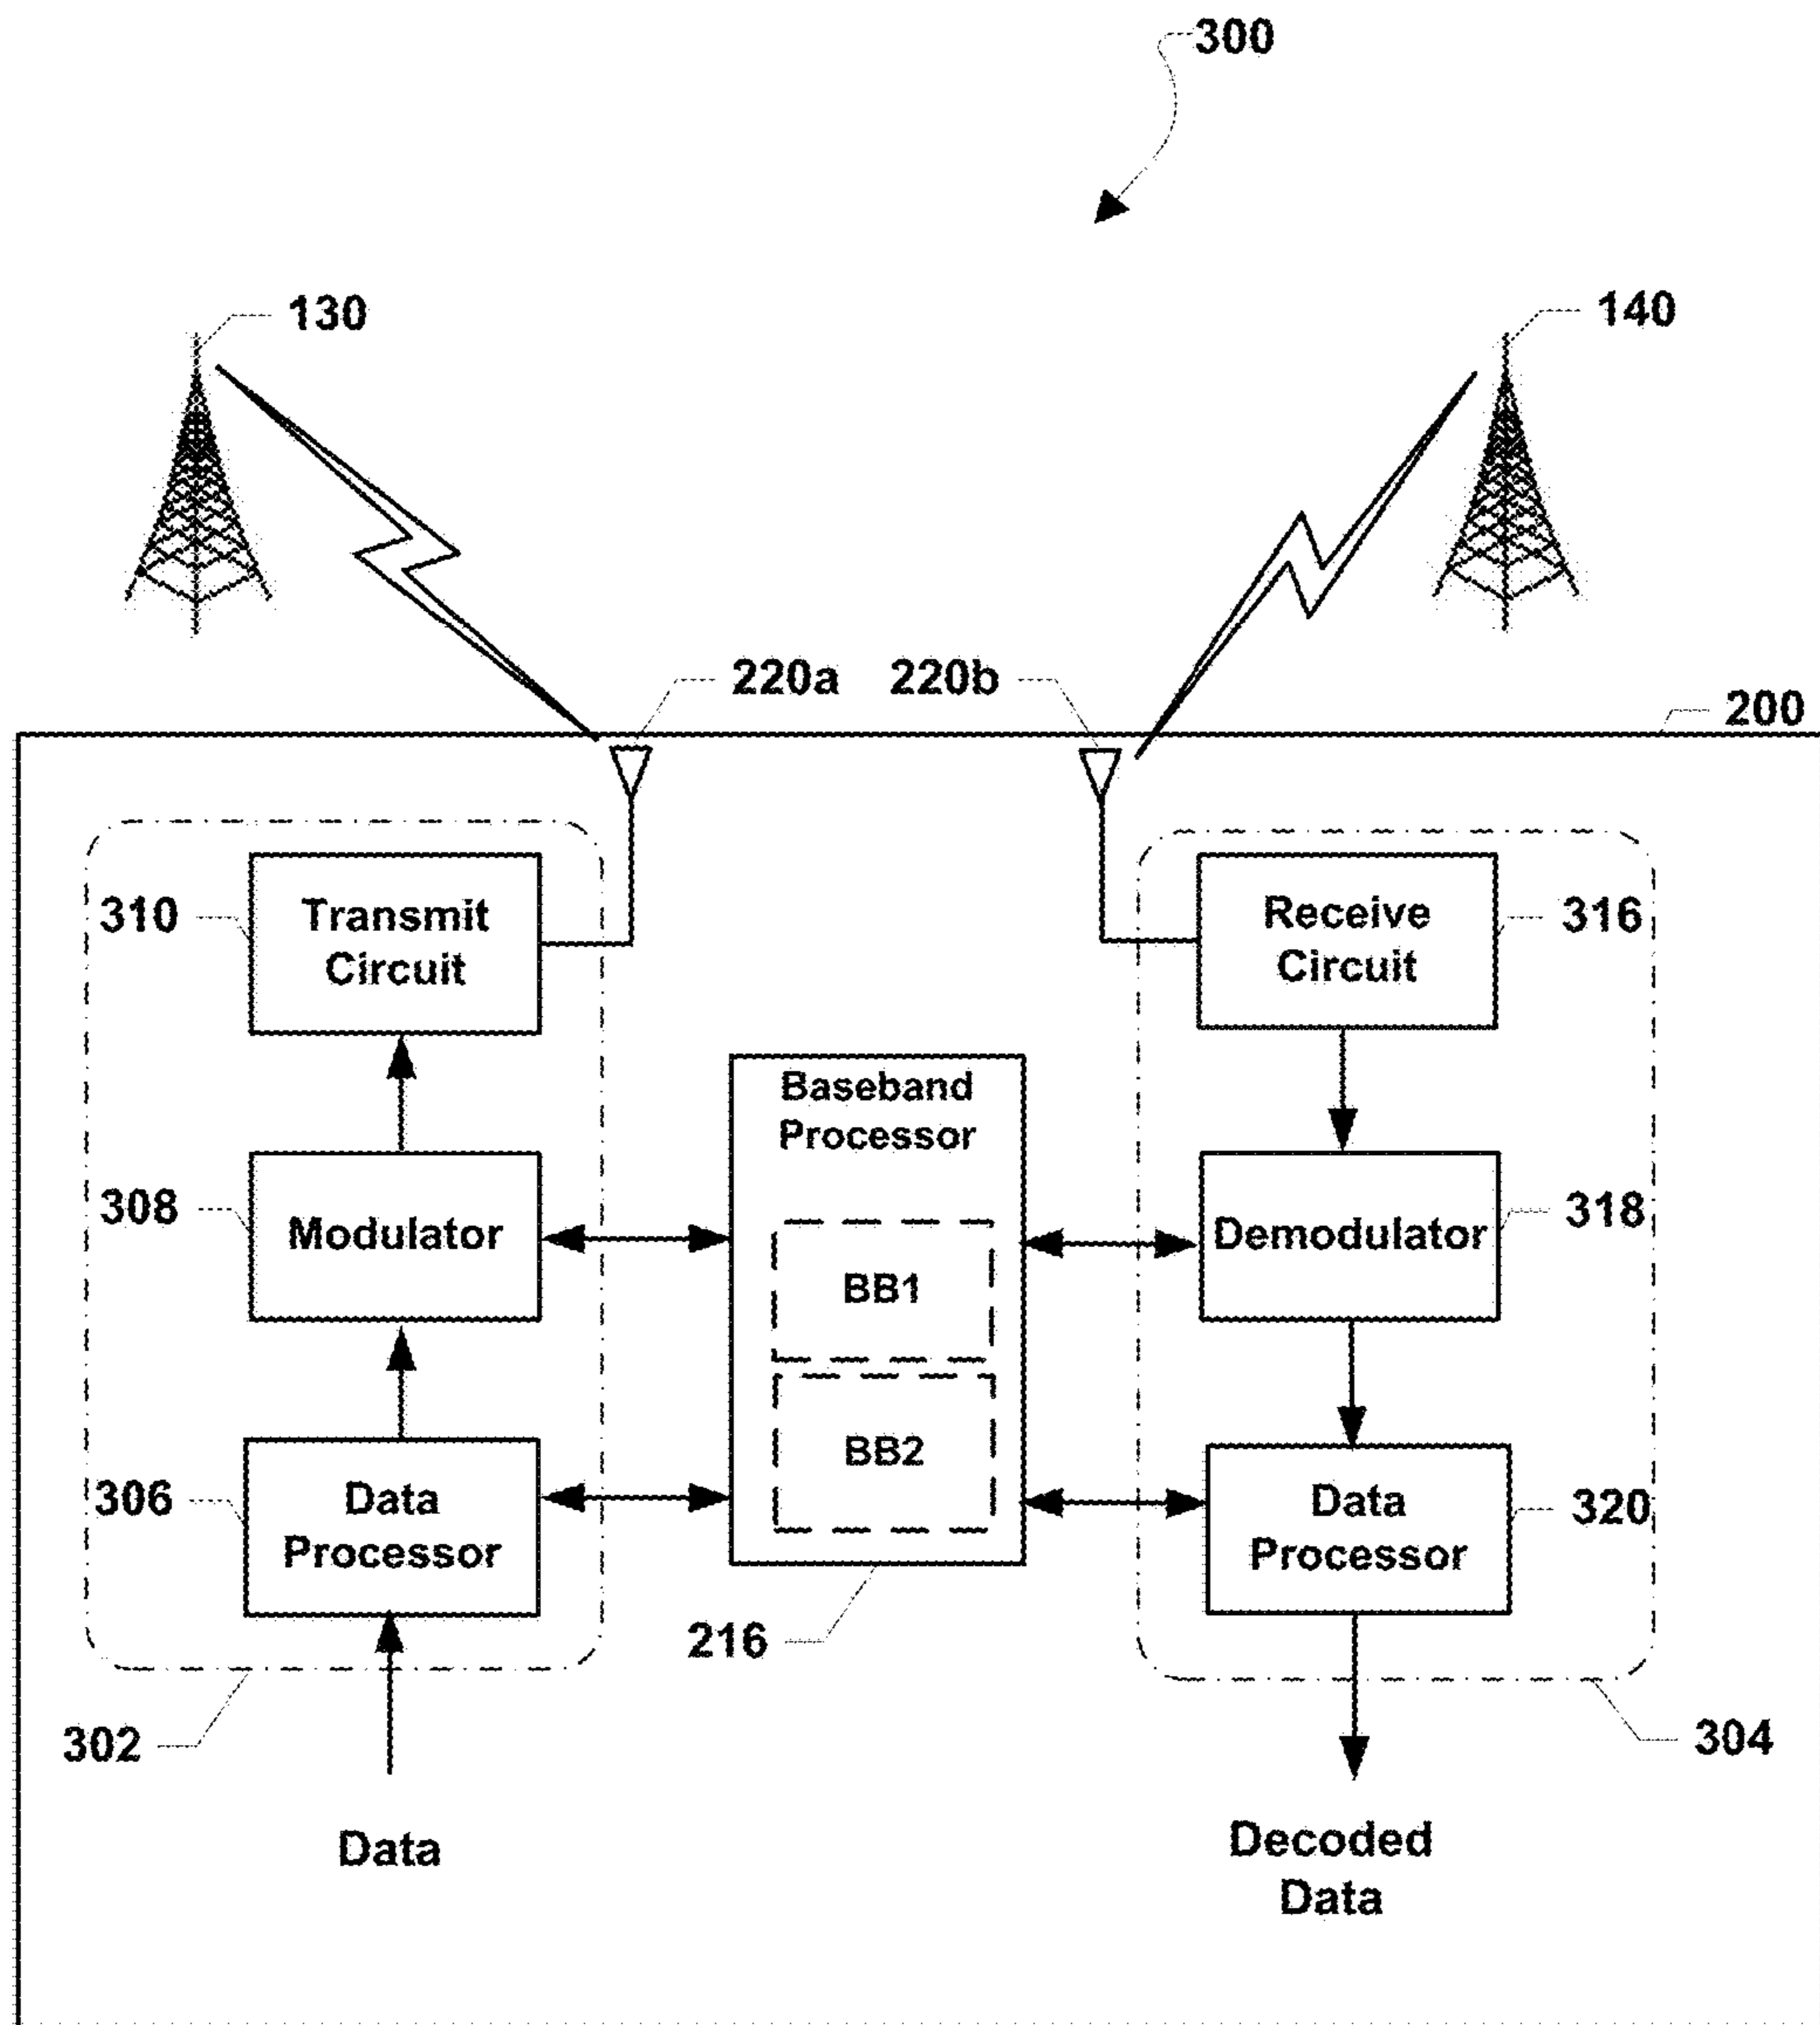 300
130
140
220a 220b
200
310
Transmit
Circuit
Receive
Circuit
316
Baseband
Processor
308
Modulator
BB1
Demodulator
318
306
Data
Processor
BB2
Data
Processor
320
216
302
304
Data
Decoded
Data